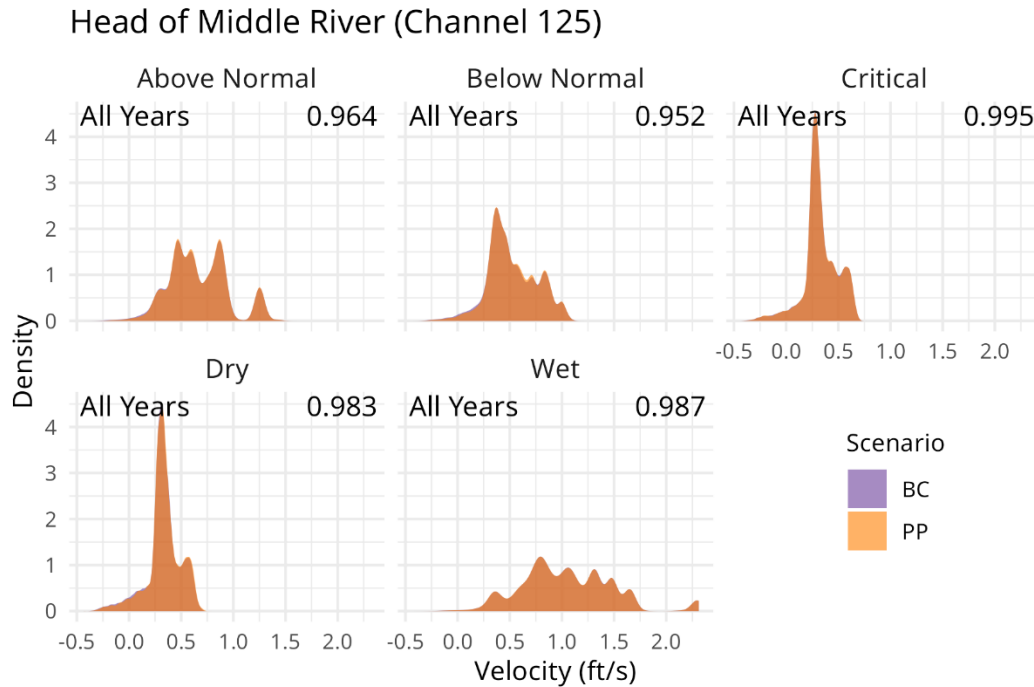 Head of Middle River (Channel 125)
Above Normal
Below Normal
Critical
All Years 0.964
All Years 0.952
All Years 0.995
4
3
2
1
0
-0.5 0.0 0.5 1.0 1.5 2.0
Density
Dry
Wet
All Years 0.983
All Years 0.987
4
3
2
1
0
-0.5 0.0 0.5 1.0 1.5 2.0
-0.5 0.0 0.5 1.0 1.5 2.0
Velocity (ft/s)
Scenario
BC
PP